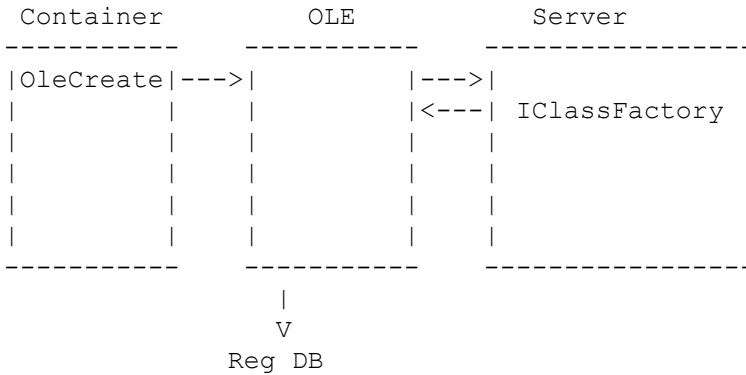 Container OLE Server
----------- ----------- -----------------
|OleCreate|--->| |--->|
| | | |<---| IClassFactory
| | | | |
| | | | |
| | | | |
| | | | |
----------- ----------- -----------------
|
V
Reg DB